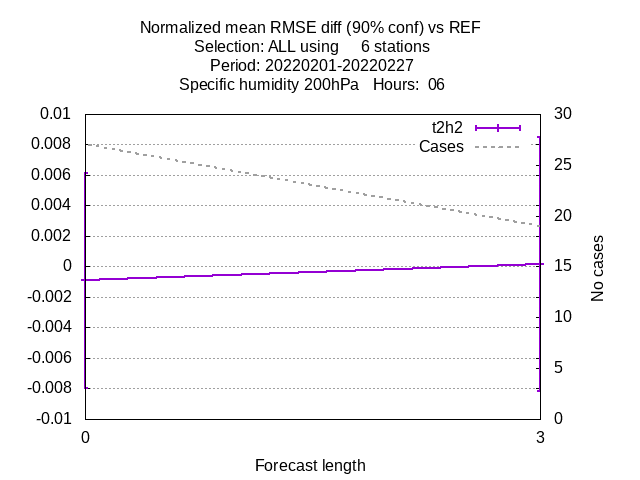 Normalized mean RMSE diff (90% conf) vs REF
Selection: ALL using     6 stations
Period: 20220201-20220227
Specific humidity 200hPa   Hours:  06
t2h2
Cases
0.01
0.008
0.006
0.004
0.002
0
-0.002
-0.004
-0.006
-0.008
-0.01
30
25
20
15
10
5
0
No cases
0
3
Forecast length